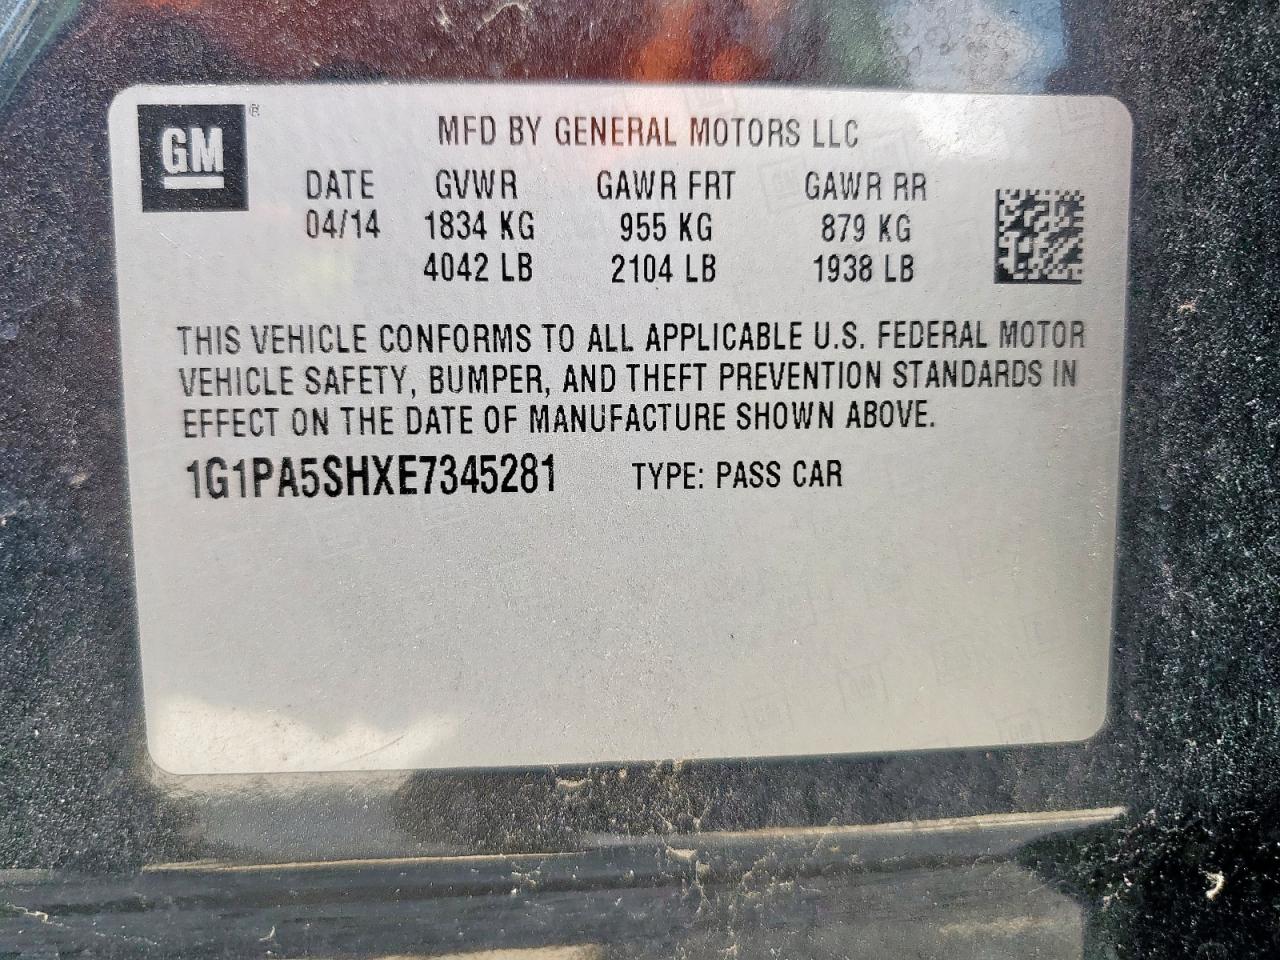 GM ®
MFD BY GENERAL MOTORS LLC
DATE GVWR GAWR FRT GAWR RR
04/14 1834 KG 955 KG 879 KG
4042 LB 2104 LB 1938 LB
THIS VEHICLE CONFORMS TO ALL APPLICABLE U.S. FEDERAL MOTOR
VEHICLE SAFETY, BUMPER, AND THEFT PREVENTION STANDARDS IN
EFFECT ON THE DATE OF MANUFACTURE SHOWN ABOVE.
1G1PA5SHXE7345281 TYPE: PASS CAR